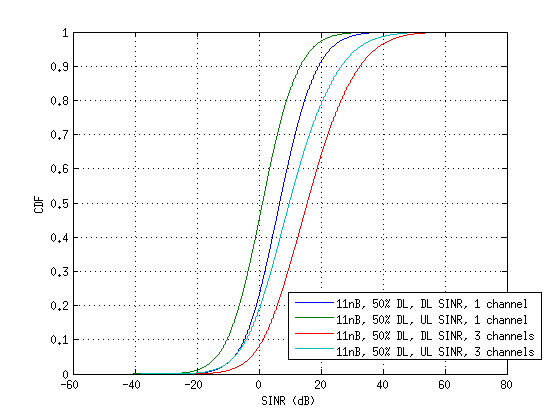 1
0.9
0.8
0.7
0.6
0.5
0.4
0.3
0.2
0.1
0
CDF
11nB, 50% DL, DL SINR, 1 channel
11nB, 50% DL, UL SINR, 1 channel
11nB, 50% DL, DL SINR, 3 channels
11nB, 50% DL, UL SINR, 3 channels
-60 -40 -20 0 20 40 60 80
SINR (dB)